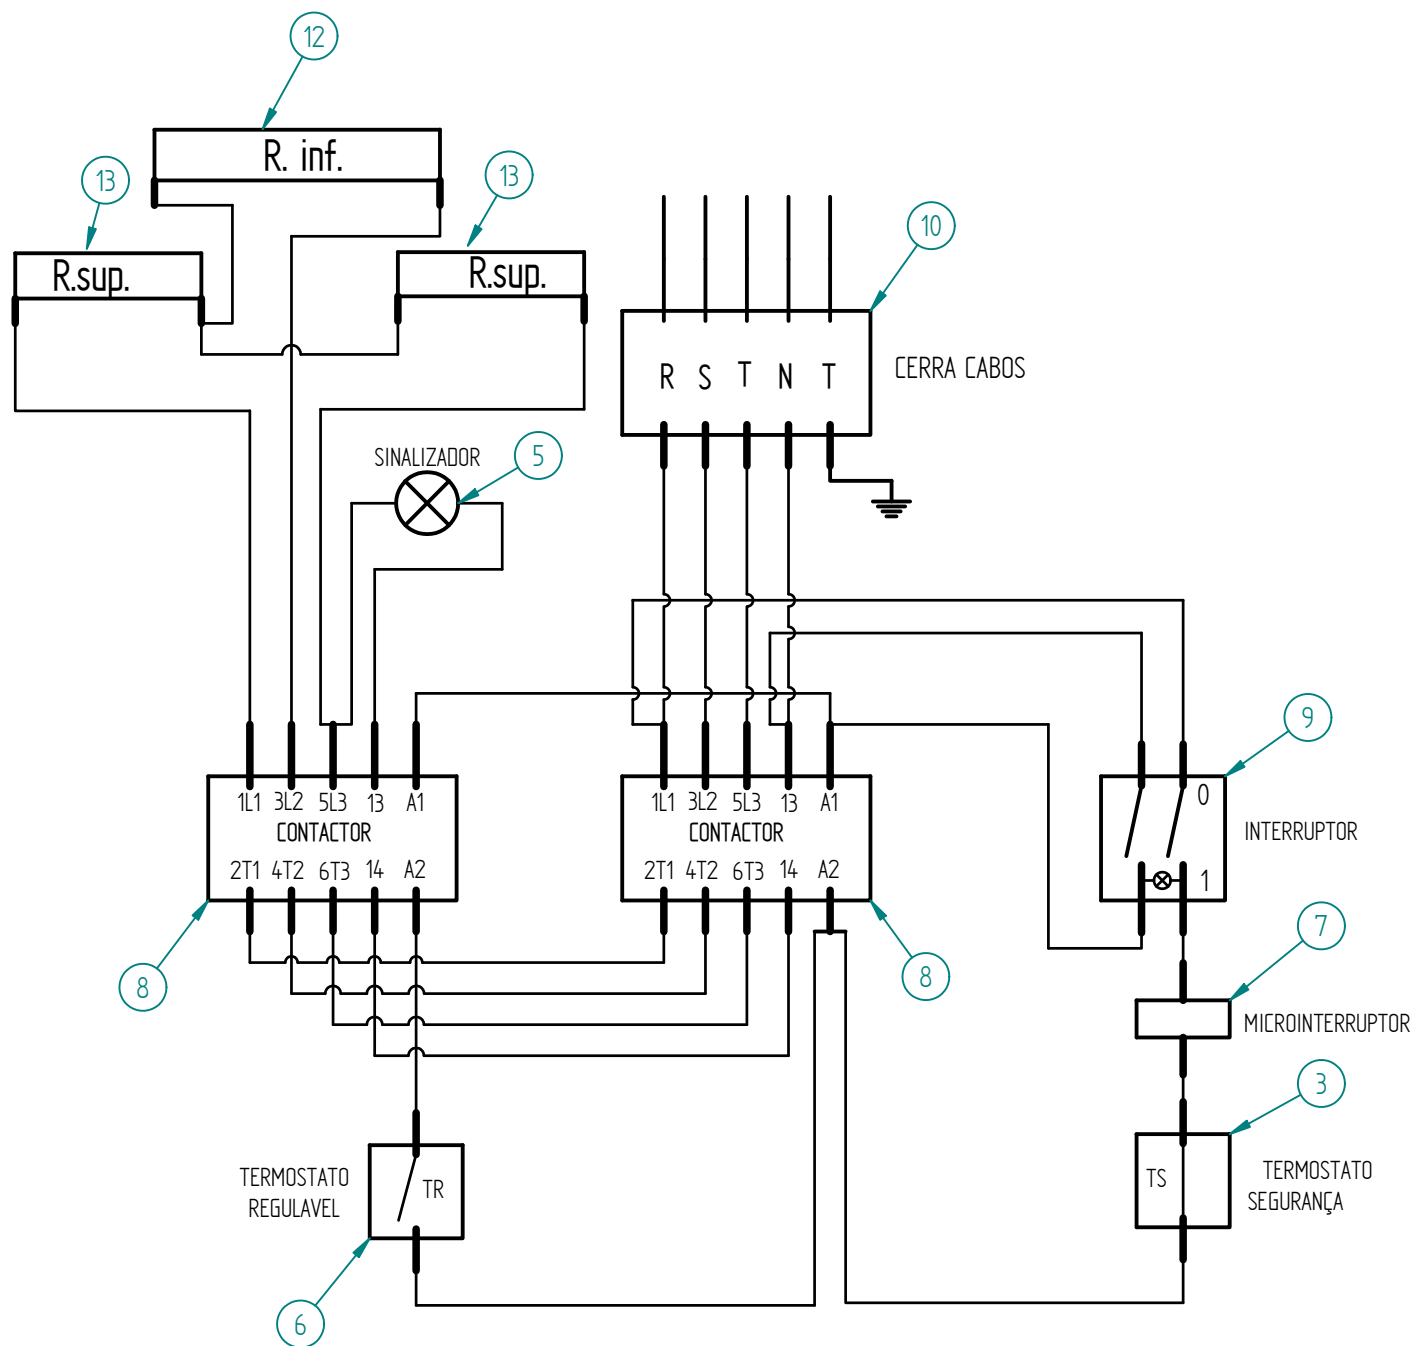 12
R. inf.
13
13
R.sup.
R.sup.
10
R S T N T
CERRA CABOS
SINALIZADOR
5
9
1L1 3L2 5L3 13 A1
CONTACTOR
2T1 4T2 6T3 14 A2
1L1 3L2 5L3 13 A1
CONTACTOR
2T1 4T2 6T3 14 A2
0
1
INTERRUPTOR
7
8
8
MICROINTERRUPTOR
3
TERMOSTATO
REGULAVEL
TR
TS
TERMOSTATO
SEGURANÇA
6